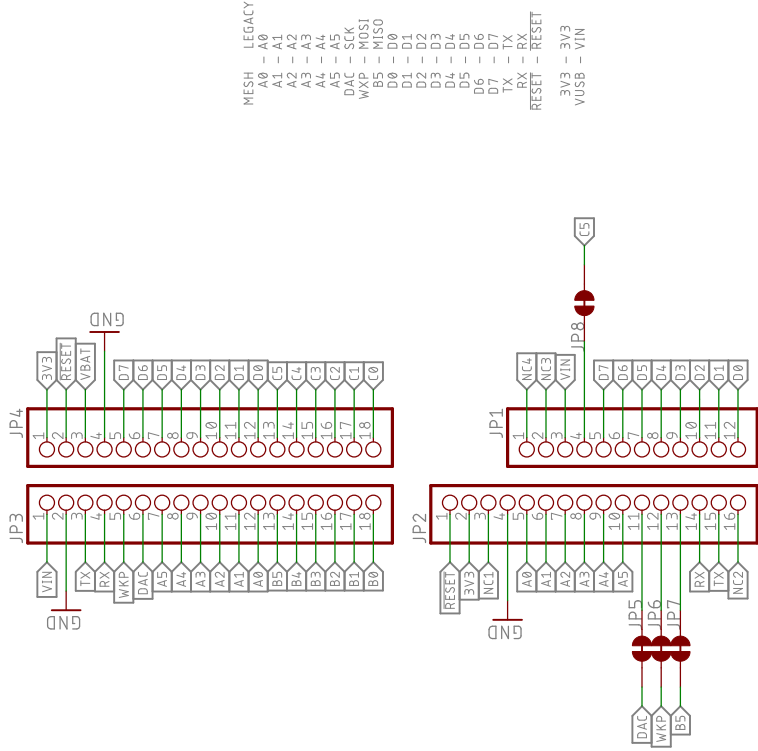 MESH LEGACY
A0 - A0
A1 - A1
A2 - A2
A3 - A3
A4 - A4
A5 - A5
DAC - SCK
WXP - MOSI
B5 - MISO
D0 - D0
D1 - D1
D2 - D2
D3 - D3
D4 - D4
D5 - D5
D6 - D6
D7 - D7
TX - TX
RX - RX
RESET - RESET
3V3 - 3V3
VUSB - VIN
C5
JP8
GND
3V3 RESET VBAT D7 D6 D5 D4 D3 D2 D1 D0 C5 C4 C3 C2 C1 C0
JP4
1 2 3 4 5 6 7 8 9 10 11 12 13 14 15 16 17 18
NC4 NC3 VIN D7 D6 D5 D4 D3 D2 D1 D0
JP1
1 2 3 4 5 6 7 8 9 10 11 12
JP3
1 2 3 4 5 6 7 8 9 10 11 12 13 14 15 16 17 18
VIN TX RX WKP DAC A5 A4 A3 A2 A1 A0 B5 B4 B3 B2 B1 B0
GND
JP2
1 2 3 4 5 6 7 8 9 10 11 12 13 14 15 16
RESET 3V3 NC1 A0 A1 A2 A3 A4 A5 RX TX NC2
GND
JP5 JP6 JP7
DAC WKP B5